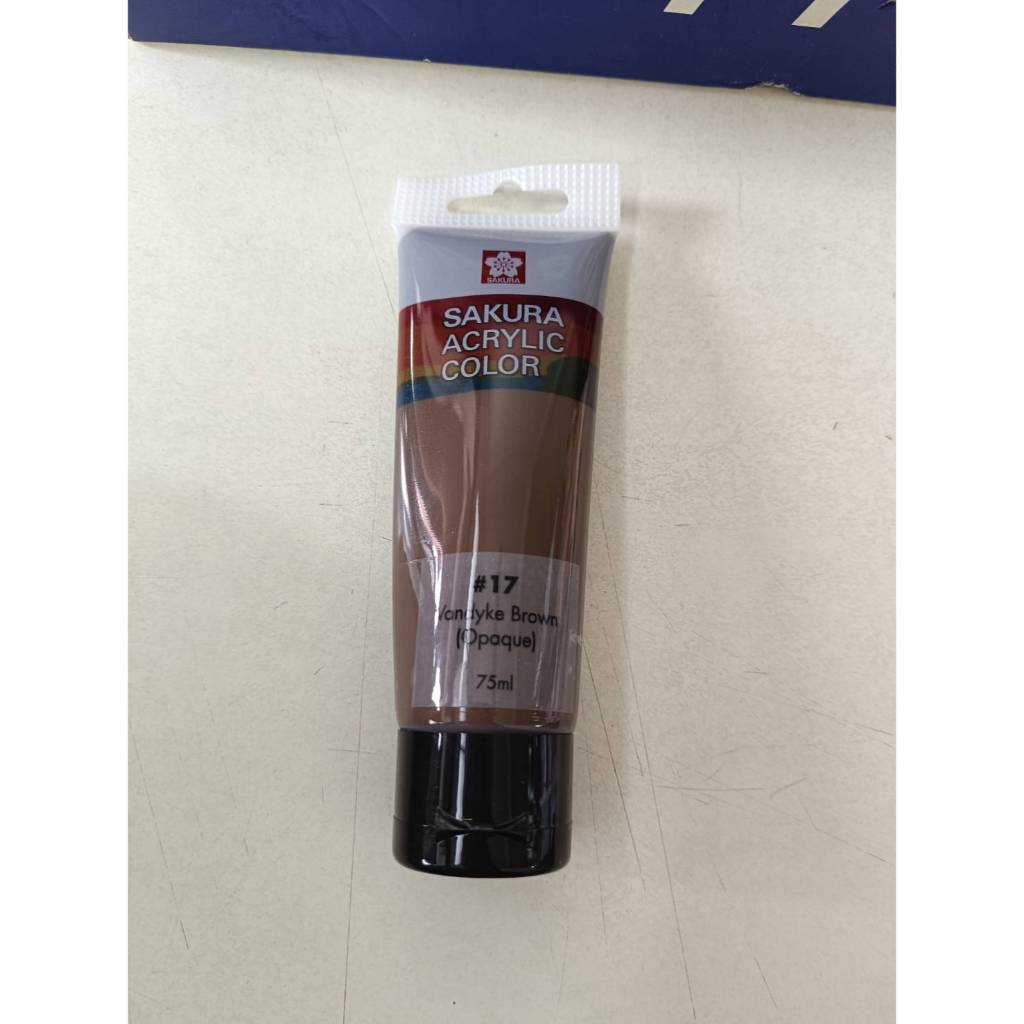 SAKURA
SAKURA
ACRYLIC
COLOR
#17
Vandyke Brown
(Opaque)
75ml